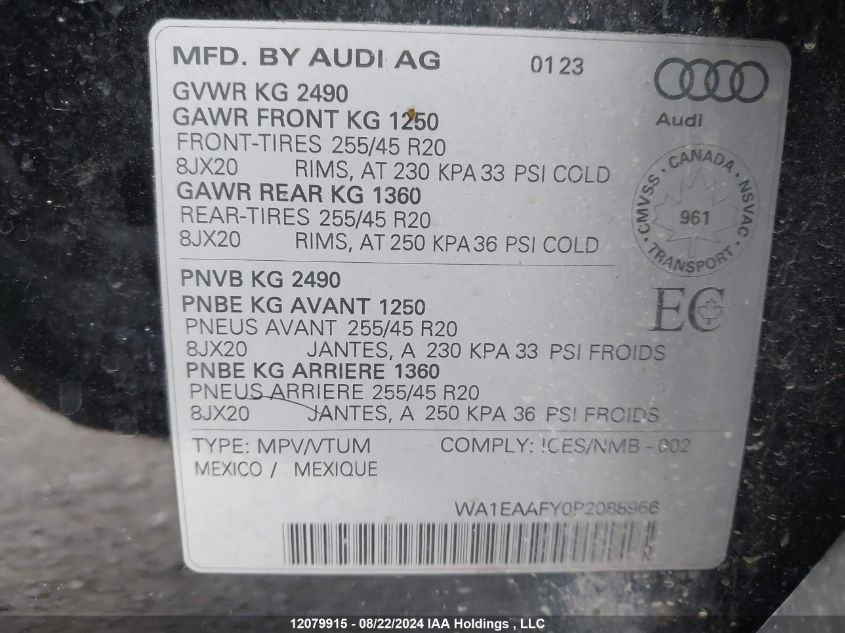 MFD. BY AUDI AG 0123
GVWR KG 2490
GAWR FRONT KG 1250
Audi
FRONT-TIRES 255/45 R20
8JX20 RIMS, AT 230 KPA 33 PSI COLD
GAWR REAR KG 1360
REAR-TIRES 255/45 R20
8JX20 RIMS, AT 250 KPA 36 PSI COLD
CMVSS • CANADA • NSVAC • TRANSPORT •
961
PNVB KG 2490
PNBE KG AVANT 1250
EC
PNEUS AVANT 255/45 R20
8JX20 JANTES, A 230 KPA 33 PSI FROIDS
PNBE KG ARRIERE 1360
PNEUS ARRIERE 255/45 R20
8JX20 JANTES, A 250 KPA 36 PSI FROIDS
TYPE: MPV/VTUM COMPLY: ICES/NMB - 002
MEXICO / MEXIQUE
WA1EAAFY0P2088966
12079915 - 08/22/2024 IAA Holdings , LLC